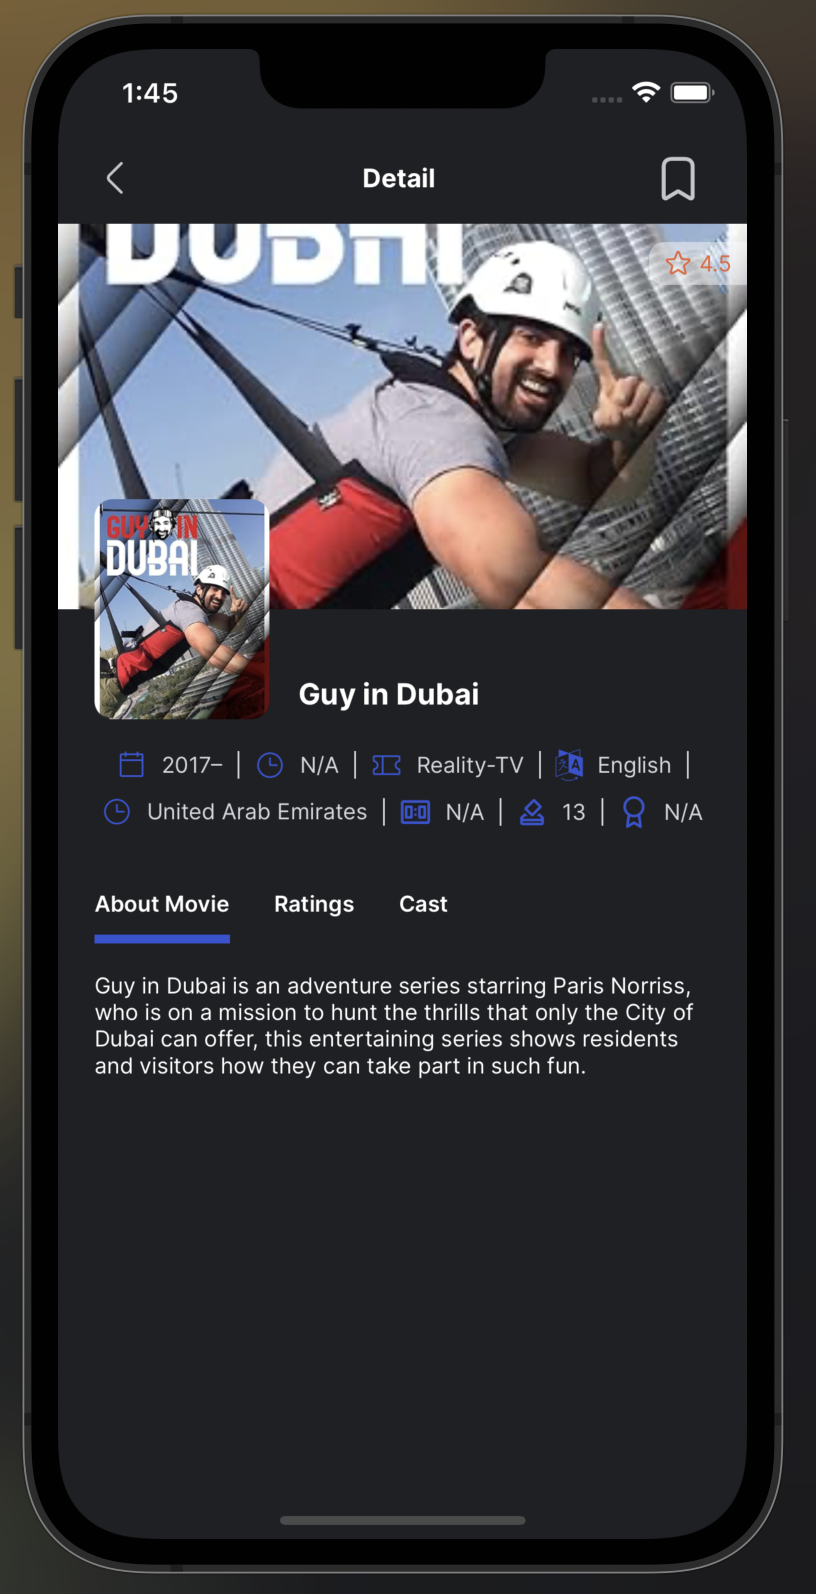 1:45
Detail
DUBAI
4.5
GUY IN
DUBAI
Guy in Dubai
2017– | N/A | Reality-TV | English |
United Arab Emirates | 0:0 N/A | 13 | N/A
About Movie Ratings Cast
Guy in Dubai is an adventure series starring Paris Norriss,
who is on a mission to hunt the thrills that only the City of
Dubai can offer, this entertaining series shows residents
and visitors how they can take part in such fun.